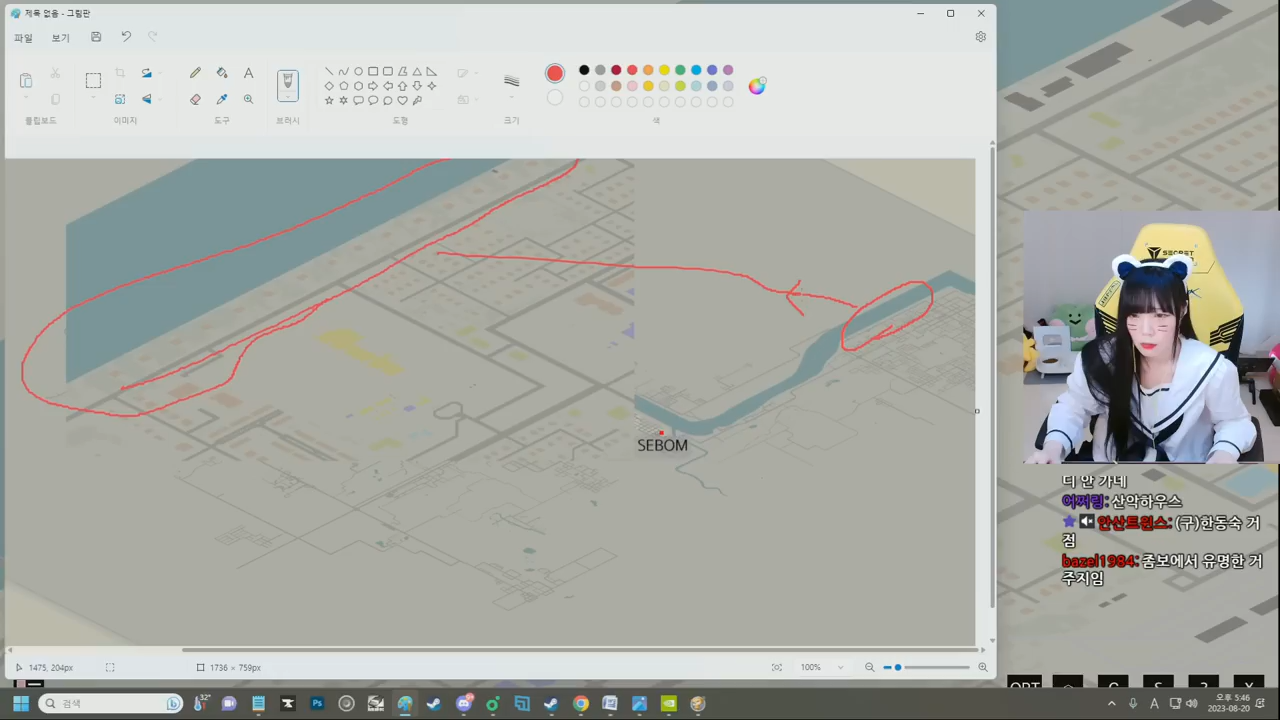 제목 없음 - 그림판
파일
보기
클립보드
이미지
도구
브러시
도형
크기
색
SEBOM
디 안 가네
어쩌링: 산악하우스
안산트윈스: (구)한동숙 거
점
bazel1984: 좀보에서 유명한 거
주지임
1475, 204px
1736 × 759px
100%
검색
32°
A
오후 5:46
2023-08-20